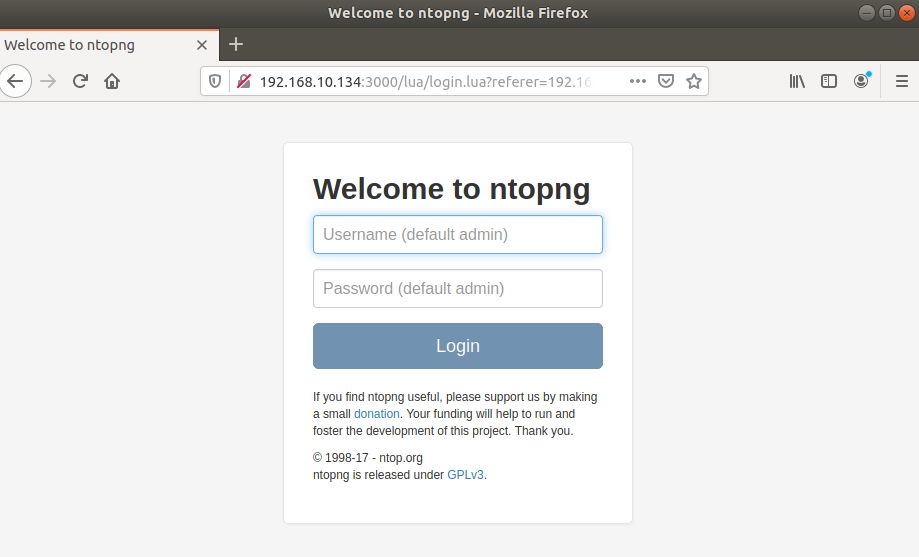 Welcome to ntopng - Mozilla Firefox
Welcome to ntopng
192.168.10.134:3000/lua/login.lua?referer=192.16
Welcome to ntopng
Username (default admin)
Password (default admin)
Login
If you find ntopng useful, please support us by making
a small donation. Your funding will help to run and
foster the development of this project. Thank you.
© 1998-17 - ntop.org
ntopng is released under GPLv3.